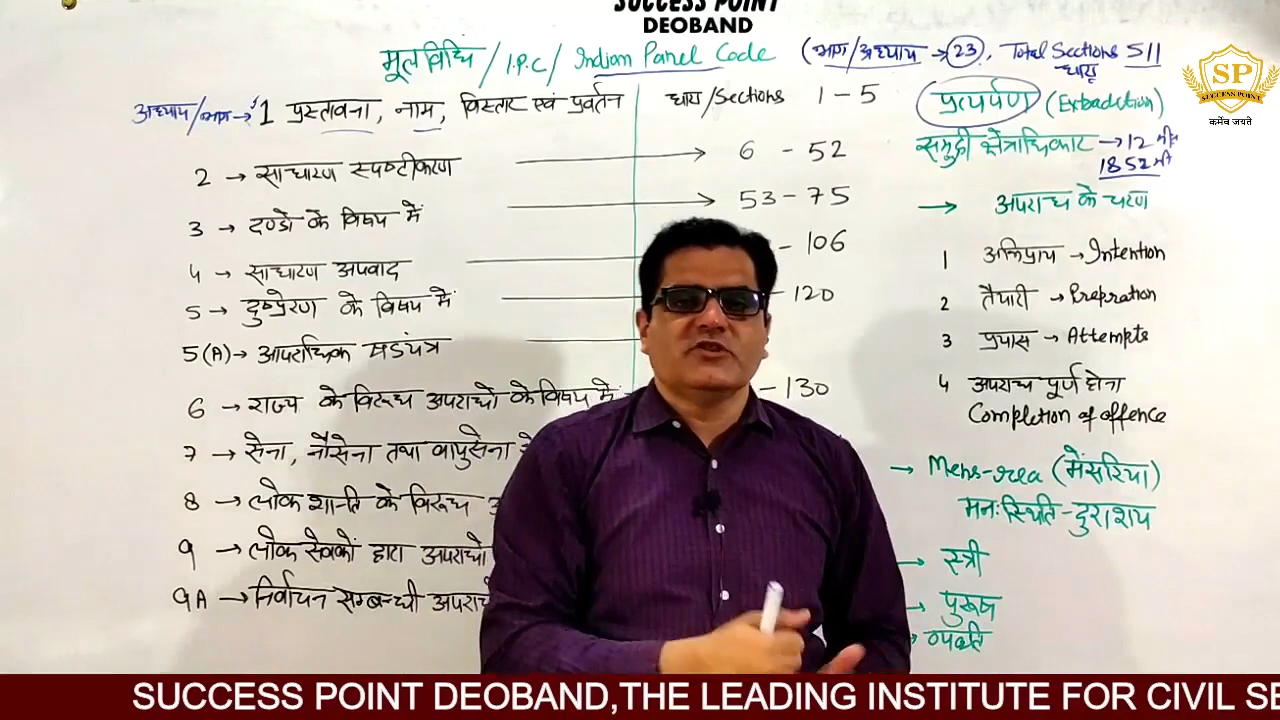 SUCCESS POINT
DEOBAND
मूल विधि / I.P.C / Indian Panel Code (भाग/अध्याय → 23, Total Sections 511
धाराएं
अध्याय/भाग → 1 प्रस्तावना, नाम, विस्तार एवं प्रवर्तन धारा/Sections 1 - 5
2 → साधारण स्पष्टीकरण → 6 - 52
3 → दण्डो के विषय में → 53 - 75
4 → साधारण अपवाद - 106
5 → दुष्प्रेरण के विषय में - 120
5(A) → आपराधिक षडयंत्र
6 → राज्य के विरूध अपराधो के विषय में - 130
7 → सेना, नौसेना तथा वायुसेना
8 → लोक शान्ति के विरूध
9 → लोक सेवकों द्वारा अपराधो
9A → निर्वाचन सम्बन्धी
प्रत्यर्पण (Extradction)
समुद्री क्षेत्राधिकार → 12
1852 मी
→ अपराध के चरण
1 अभिप्राय → Intention
2 तैयारी → Prepration
3 प्रयास → Attempts
4 अपराध पूर्ण होना
Completion of offence
→ Mens-rea (मेंसरिया)
मनःस्थिति - दुराशय
→ स्त्री
→ पुरूष
→ व्यक्ति
SP
SUCCESS POINT
कर्मेव जयते
SUCCESS POINT DEOBAND,THE LEADING INSTITUTE FOR CIVIL SE